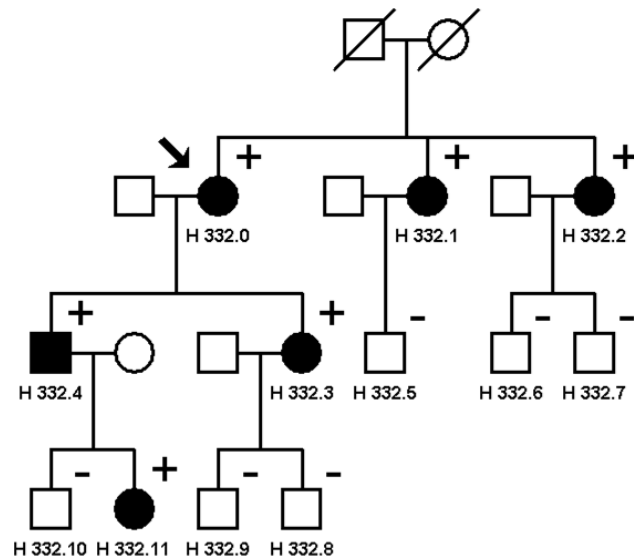 + + +
H 332.0 H 332.1 H 332.2
+ + - - -
H 332.4 H 332.3 H 332.5 H 332.6 H 332.7
- + - -
H 332.10 H 332.11 H 332.9 H 332.8